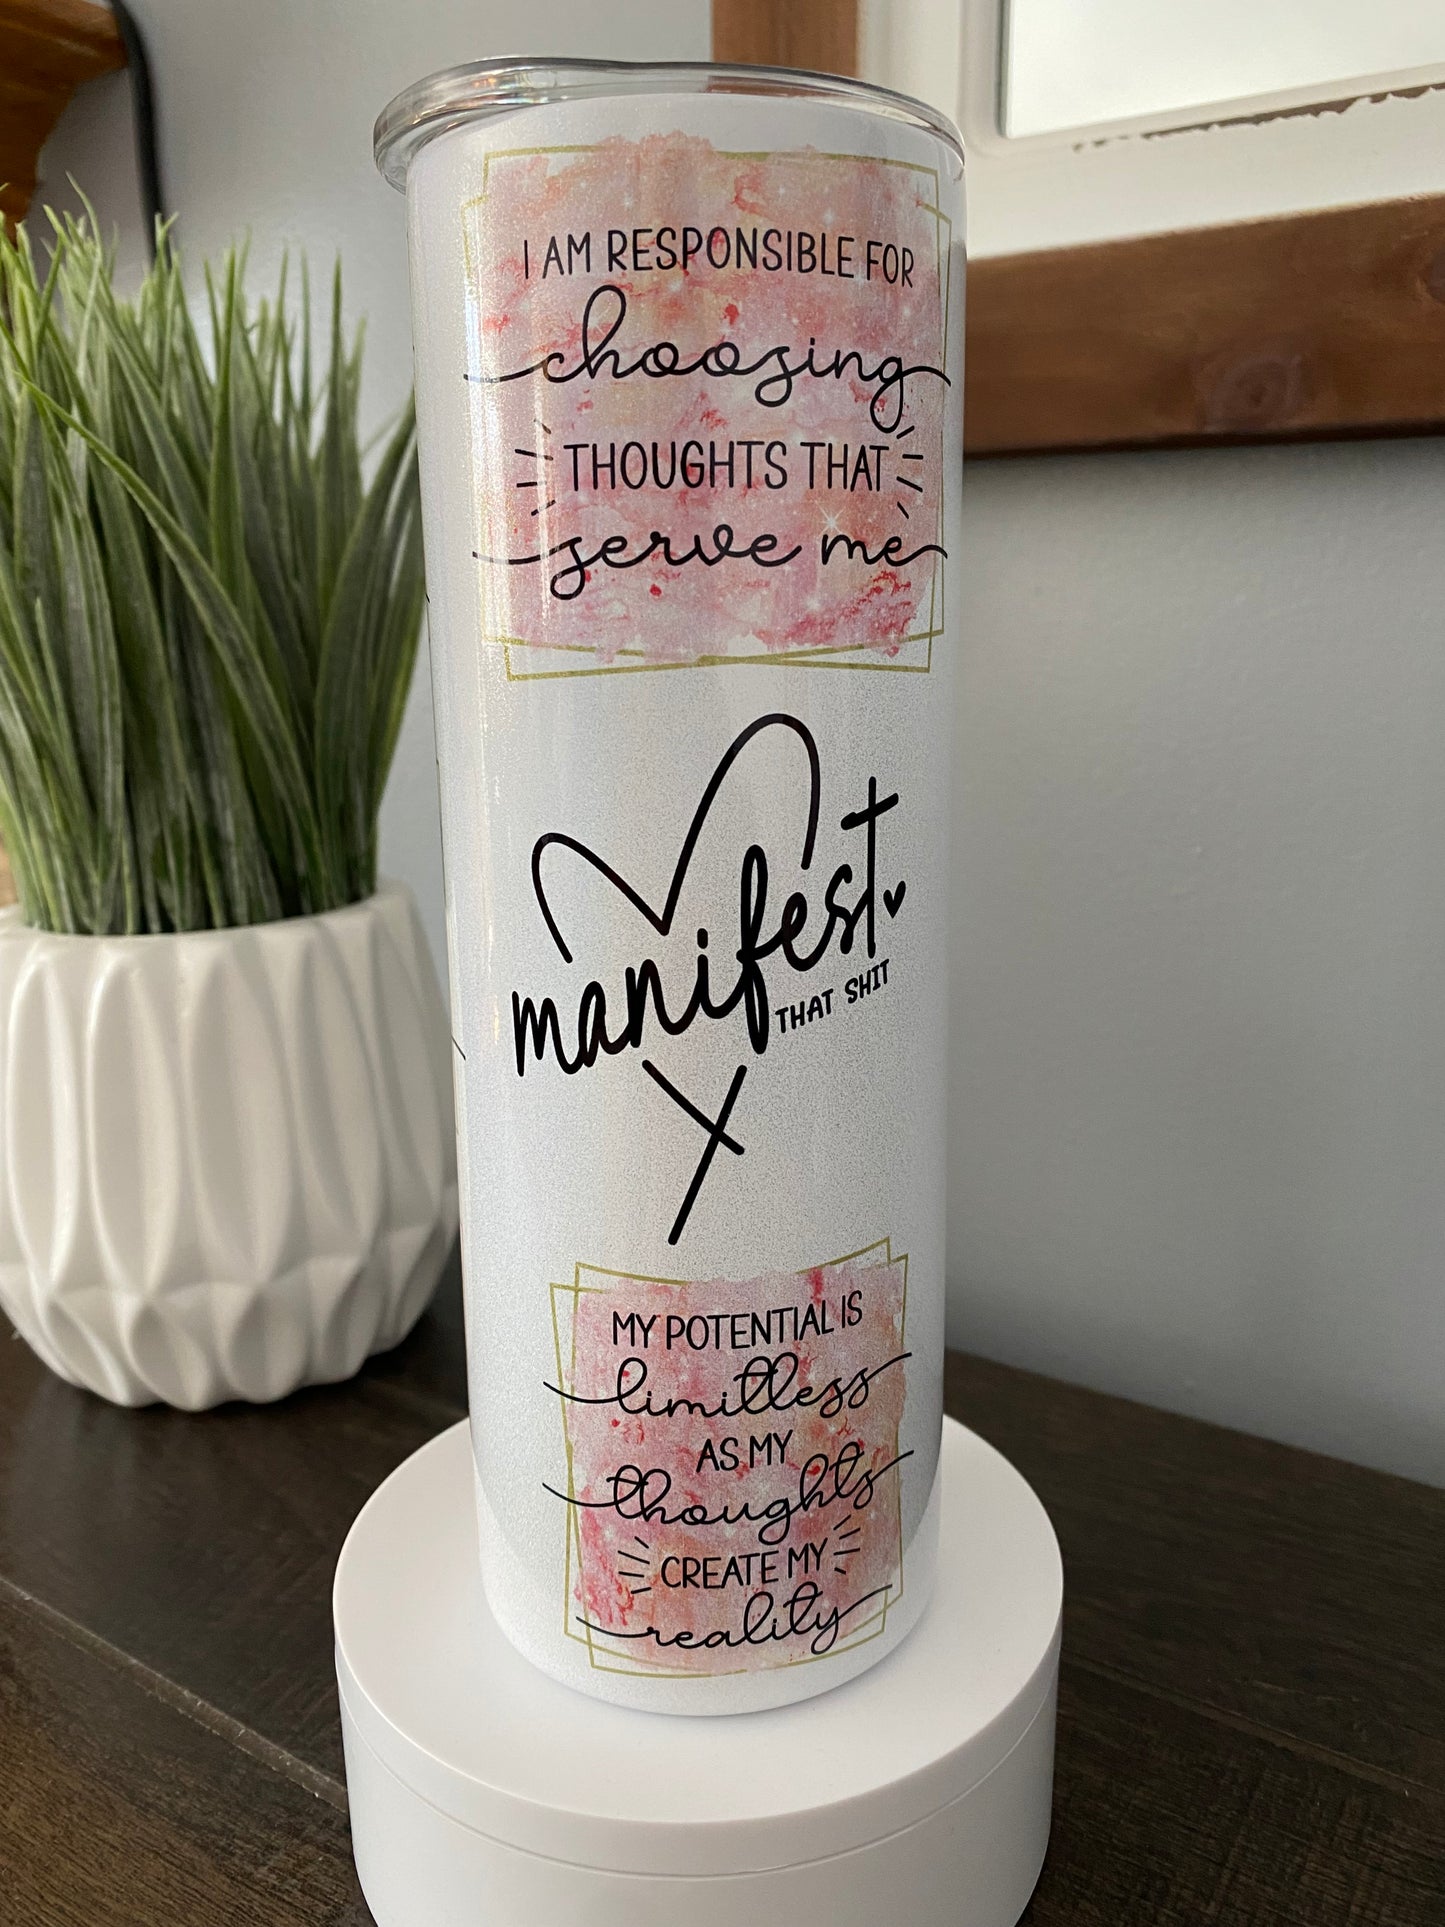 I AM RESPONSIBLE FOR
choosing
THOUGHTS THAT
serve me
manifest
THAT SHIT
MY POTENTIAL IS
limitless
AS MY
thoughts
CREATE MY
reality